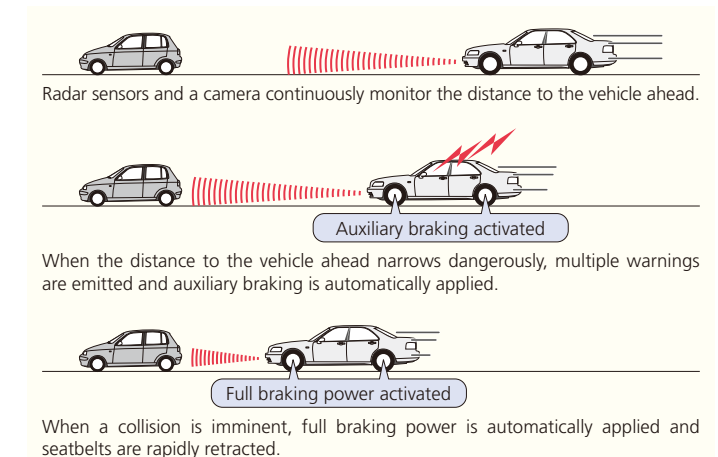 Radar sensors and a camera continuously monitor the distance to the vehicle ahead.
Auxiliary braking activated
When the distance to the vehicle ahead narrows dangerously, multiple warnings
are emitted and auxiliary braking is automatically applied.
Full braking power activated
When a collision is imminent, full braking power is automatically applied and
seatbelts are rapidly retracted.